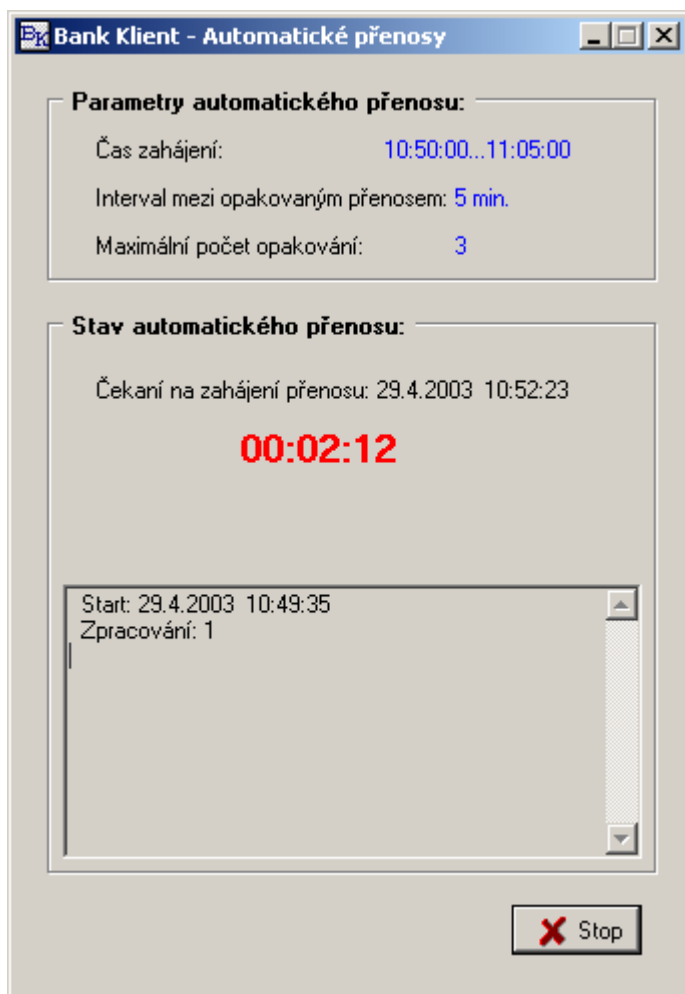 BK Bank Klient - Automatické přenosy
Parametry automatického přenosu:
Čas zahájení: 10:50:00...11:05:00
Interval mezi opakovaným přenosem: 5 min.
Maximální počet opakování: 3
Stav automatického přenosu:
Čekaní na zahájení přenosu: 29.4.2003 10:52:23
00:02:12
Start: 29.4.2003 10:49:35
Zpracování: 1
Stop